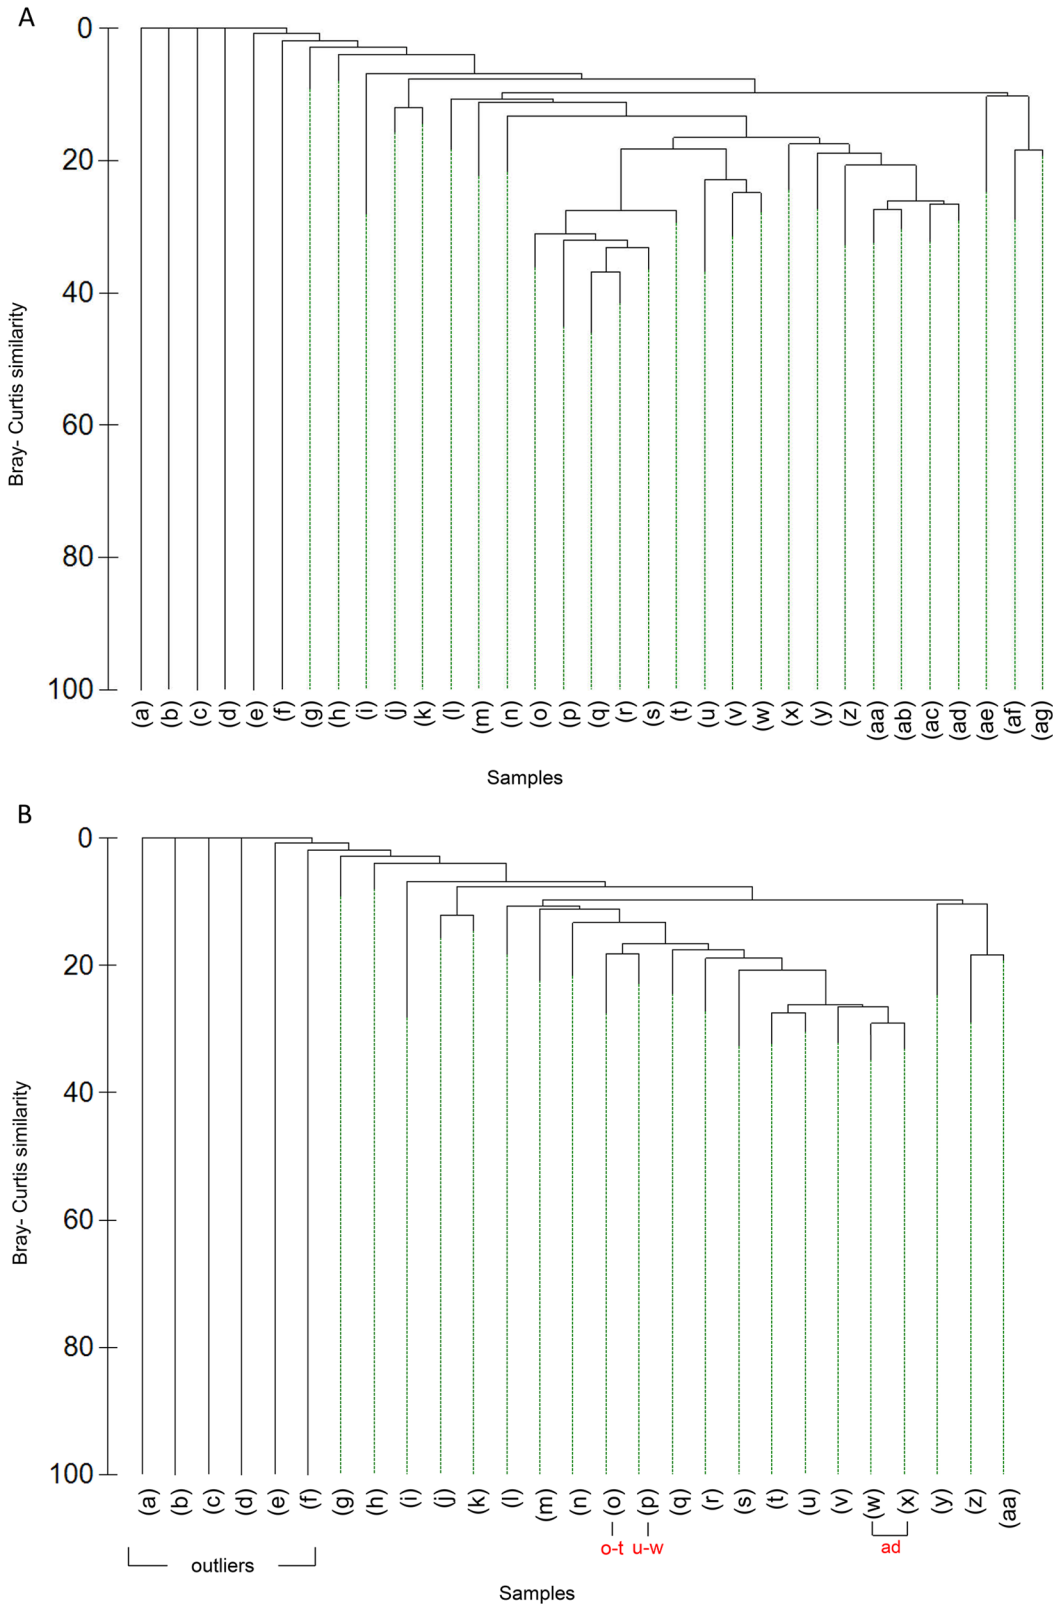 A
0
20
40
60
80
100
Bray- Curtis similarity
(a) (b) (c) (d) (e) (f) (g) (h) (i) (j) (k) (l) (m) (n) (o) (p) (q) (r) (s) (t) (u) (v) (w) (x) (y) (z) (aa) (ab) (ac) (ad) (ae) (af) (ag)
Samples
B
0
20
40
60
80
100
Bray- Curtis similarity
(a) (b) (c) (d) (e) (f) (g) (h) (i) (j) (k) (l) (m) (n) (o) (p) (q) (r) (s) (t) (u) (v) (w) (x) (y) (z) (aa)
o-t u-w ad
outliers
Samples